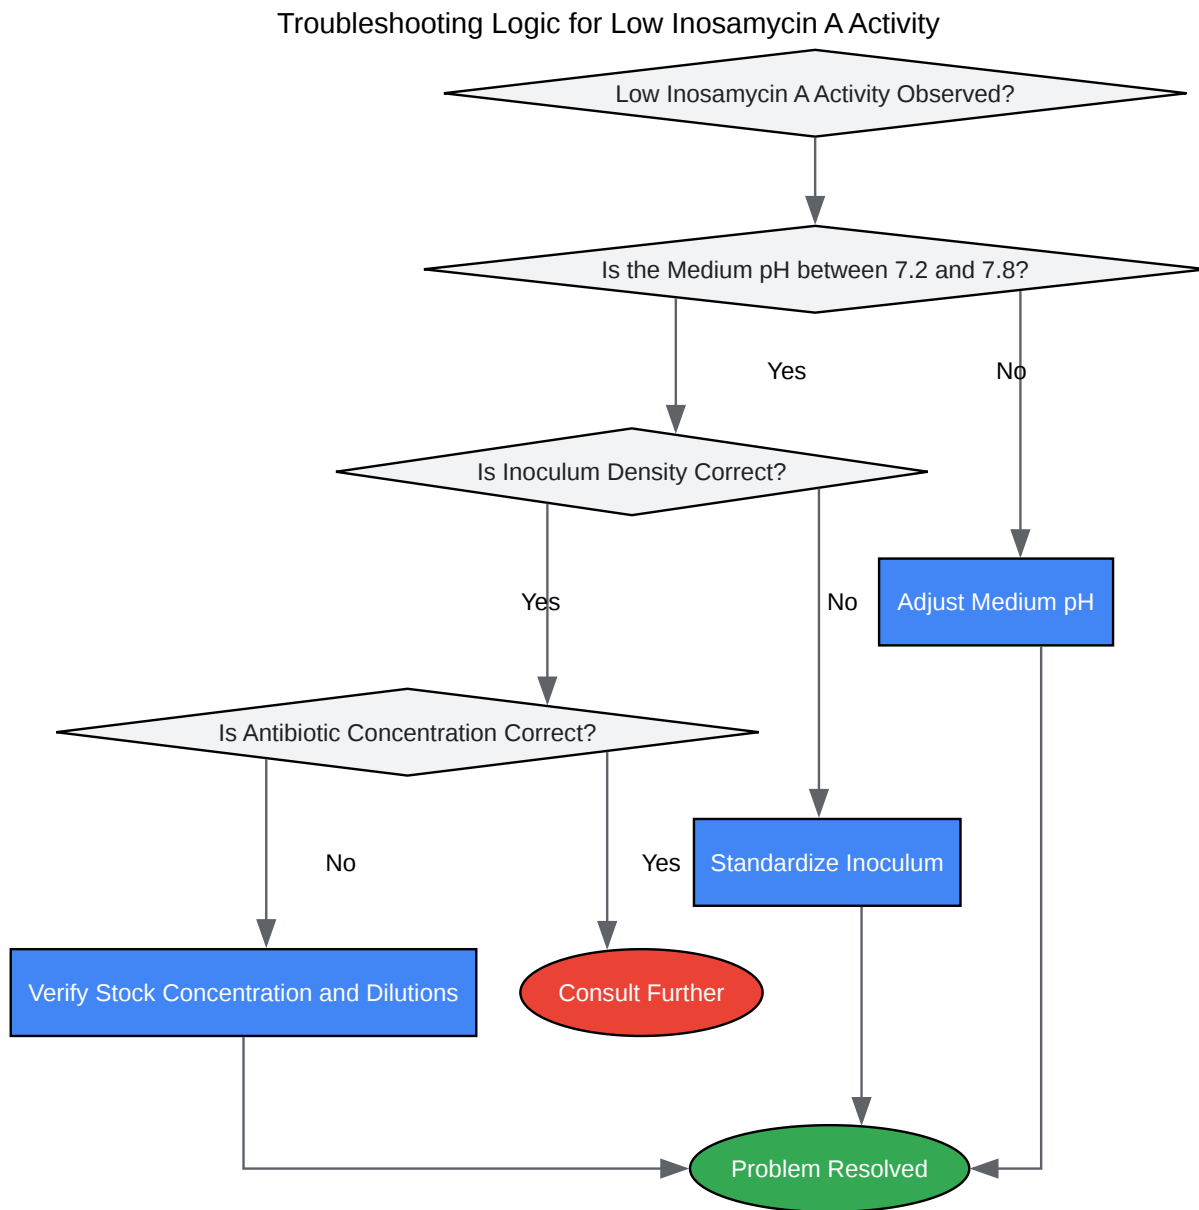 Troubleshooting Logic for Low Inosamycin A Activity
Low Inosamycin A Activity Observed?
Is the Medium pH between 7.2 and 7.8?
Yes
No
Is Inoculum Density Correct?
Yes
No
Adjust Medium pH
Is Antibiotic Concentration Correct?
No
Yes
Standardize Inoculum
Verify Stock Concentration and Dilutions
Consult Further
Problem Resolved